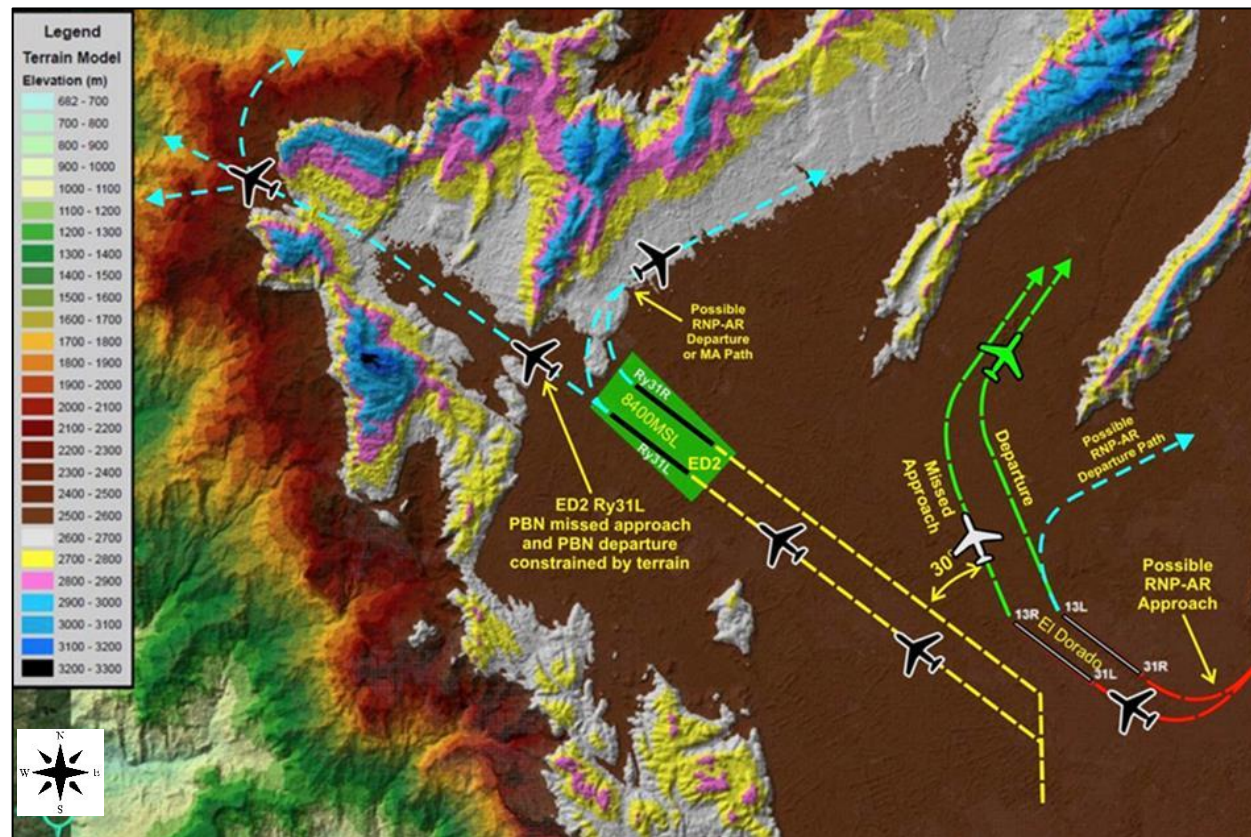 Legend
Terrain Model
Elevation (m)
682 - 700
700 - 800
800 - 900
900 - 1000
1000 - 1100
1100 - 1200
1200 - 1300
1300 - 1400
1400 - 1500
1500 - 1600
1600 - 1700
1700 - 1800
1800 - 1900
1900 - 2000
2000 - 2100
2100 - 2200
2200 - 2300
2300 - 2400
2400 - 2500
2500 - 2600
2600 - 2700
2700 - 2800
2800 - 2900
2900 - 3000
3000 - 3100
3100 - 3200
3200 - 3300
Possible
RNP-AR
Departure
or MA Path
Ry31R
8400MSL
Ry31L
ED2
ED2 Ry31L
PBN missed approach
and PBN departure
constrained by terrain
Missed
Approach
Departure
Possible
RNP-AR
Departure Path
30°
13R
13L
El Dorado
31L
31R
Possible
RNP-AR
Approach
N
W
E
S